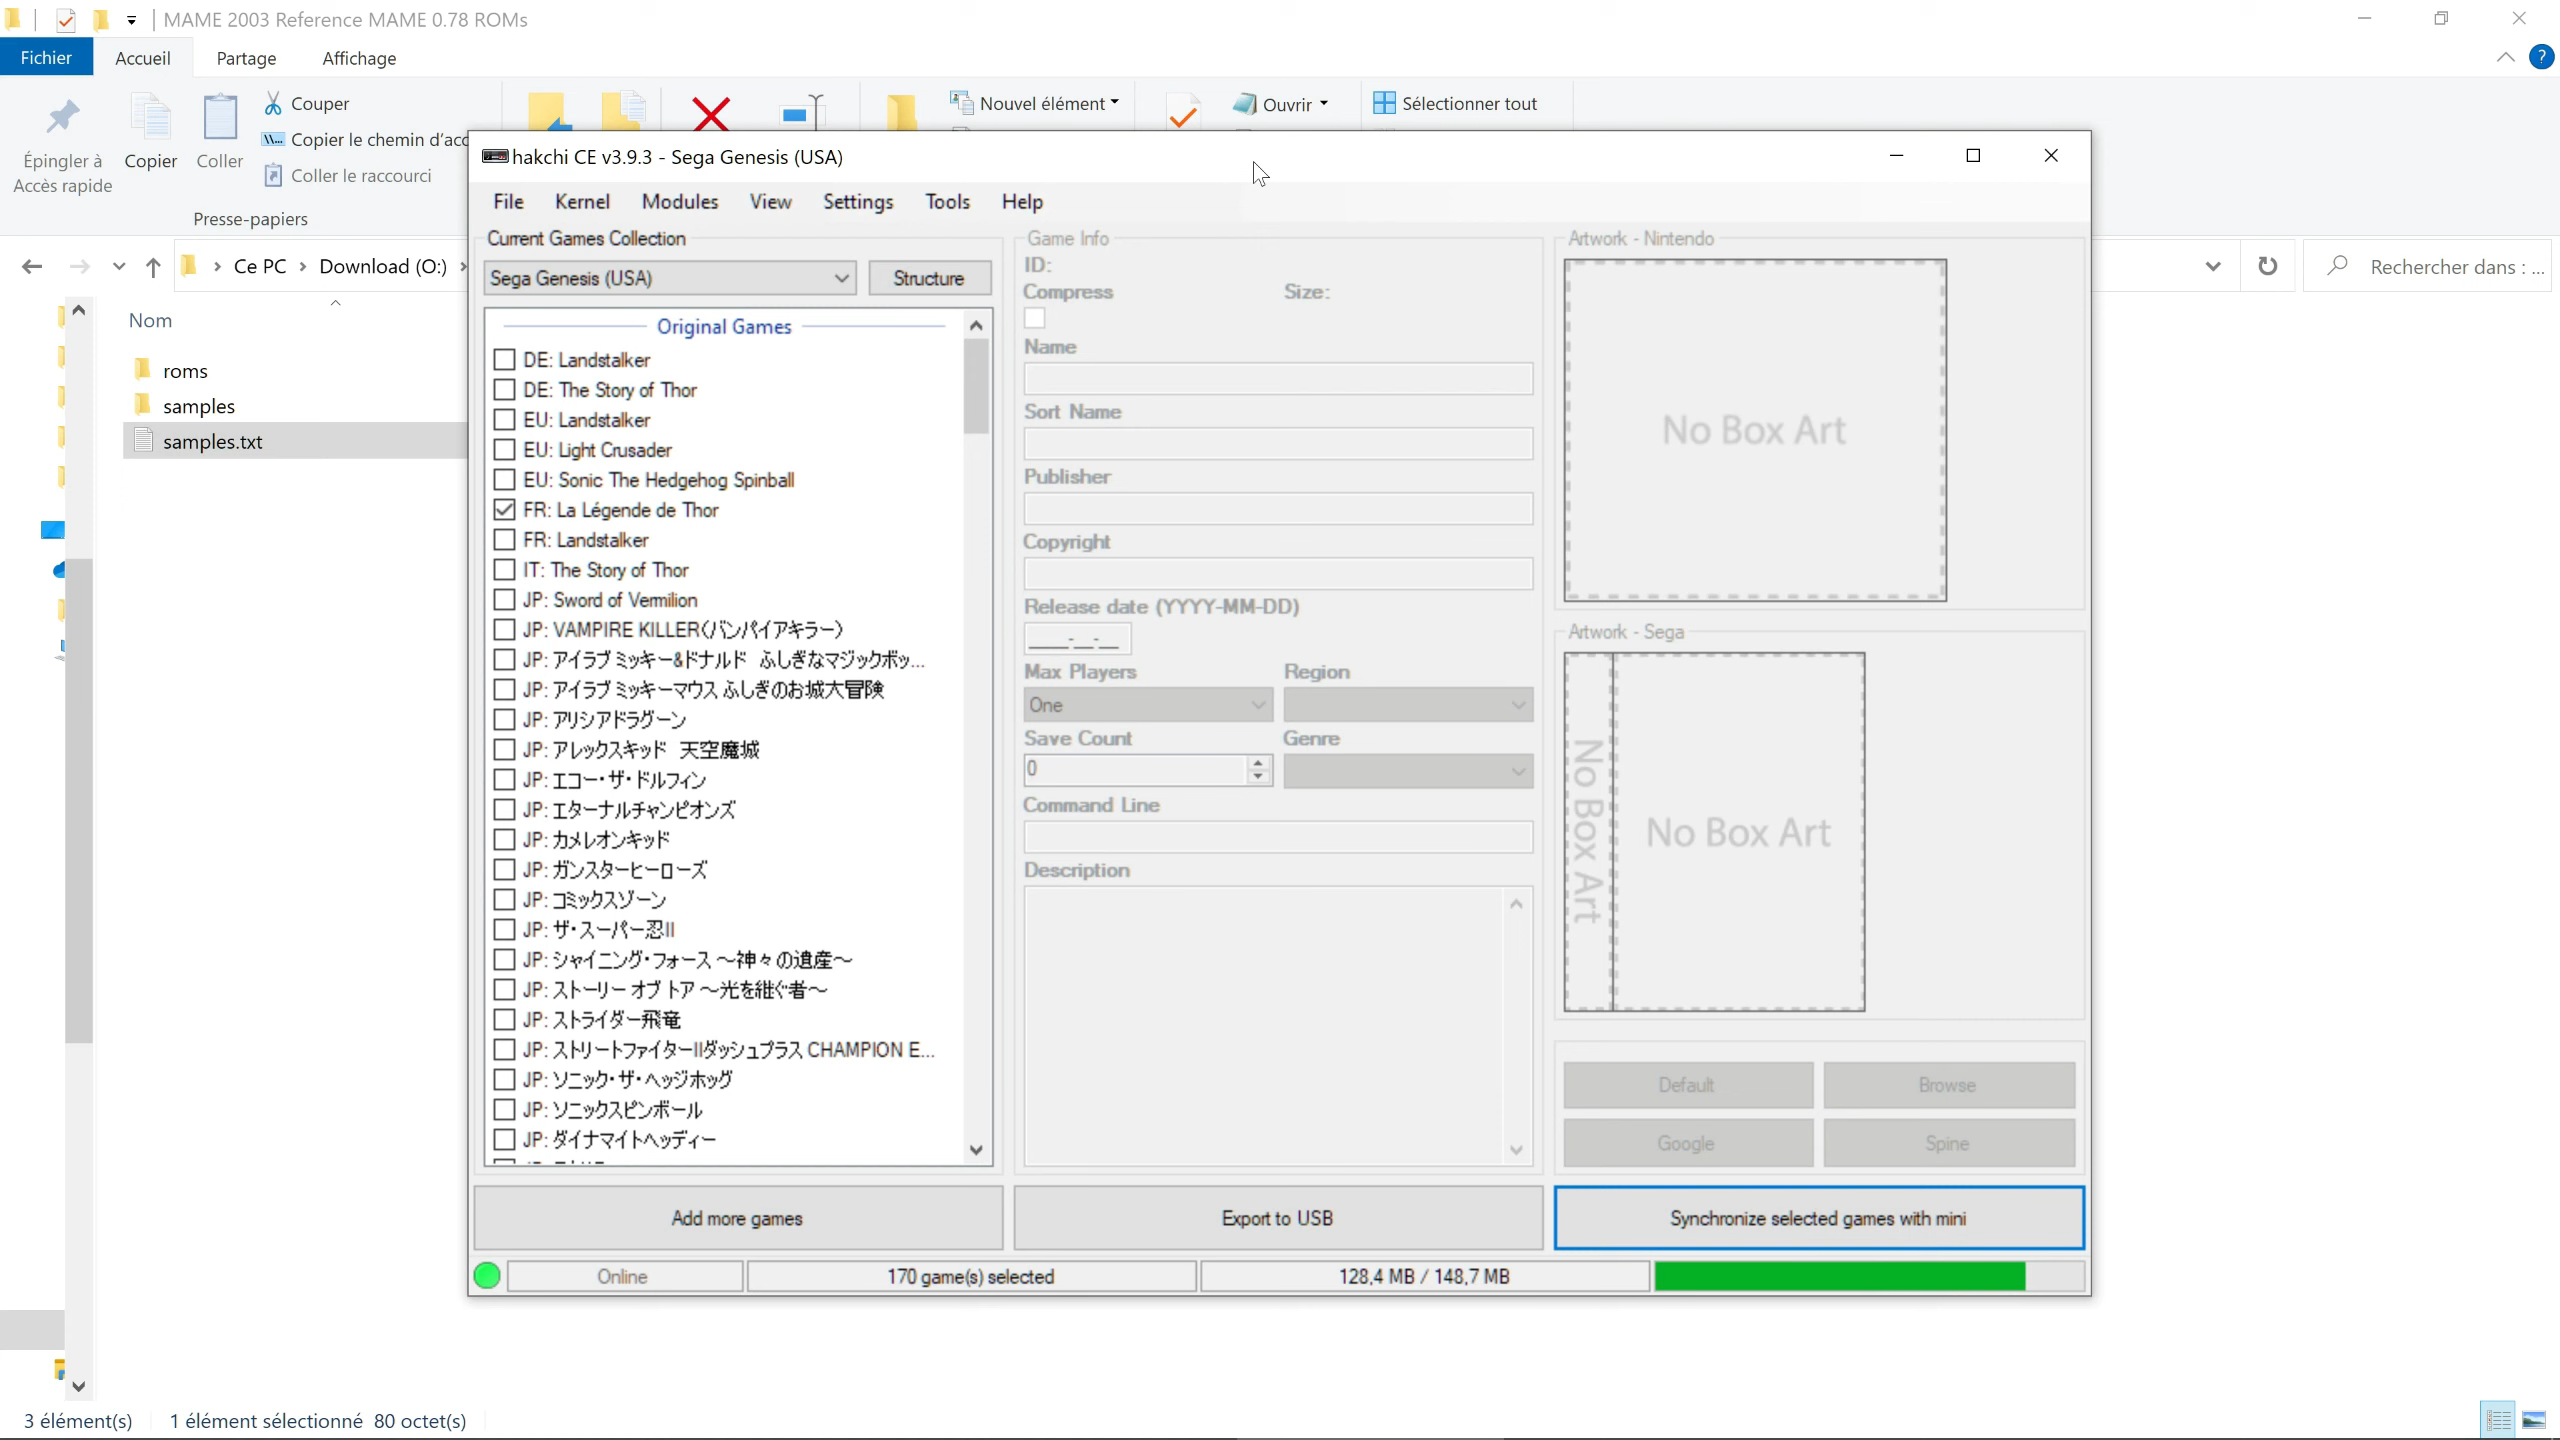 MAME 2003 Reference MAME 0.78 ROMs
Fichier Accueil Partage Affichage ?
Épingler à
Accès rapide
Copier
Coller
Couper
Copier le chemin d'acc
Coller le raccourci
Nouvel élément
Ouvrir
Sélectionner tout
Presse-papiers
Ce PC › Download (O:) ›
Rechercher dans : ...
Nom
roms
samples
samples.txt
hakchi CE v3.9.3 - Sega Genesis (USA)
File Kernel Modules View Settings Tools Help
Current Games Collection
Sega Genesis (USA)
Structure
Original Games
DE: Landstalker
DE: The Story of Thor
EU: Landstalker
EU: Light Crusader
EU: Sonic The Hedgehog Spinball
FR: La Légende de Thor
FR: Landstalker
IT: The Story of Thor
JP: Sword of Vermilion
JP: VAMPIRE KILLER(バンパイアキラー)
JP: アイラブミッキー&ドナルド ふしぎなマジックボッ...
JP: アイラブミッキーマウス ふしぎのお城大冒険
JP: アリシアドラグーン
JP: アレックスキッド 天空魔城
JP: エコー・ザ・ドルフィン
JP: エターナルチャンピオンズ
JP: カメレオンキッド
JP: ガンスターヒーローズ
JP: コミックスゾーン
JP: ザ・スーパー忍II
JP: シャイニング・フォース ～神々の遺産～
JP: ストーリー オブ トア ～光を継ぐ者～
JP: ストライダー飛竜
JP: ストリートファイターIIダッシュプラス CHAMPION E...
JP: ソニック・ザ・ヘッジホッグ
JP: ソニックスピンボール
JP: ダイナマイトヘッディー
Game Info
ID:
Compress Size:
Name
Sort Name
Publisher
Copyright
Release date (YYYY-MM-DD)
____-__-__
Max Players Region
One
Save Count Genre
0
Command Line
Description
Artwork - Nintendo
No Box Art
Artwork - Sega
No Box Art
No Box Art
Default Browse
Google Spine
Add more games
Export to USB
Synchronize selected games with mini
Online
170 game(s) selected
128,4 MB / 148,7 MB
3 élément(s) 1 élément sélectionné 80 octet(s)